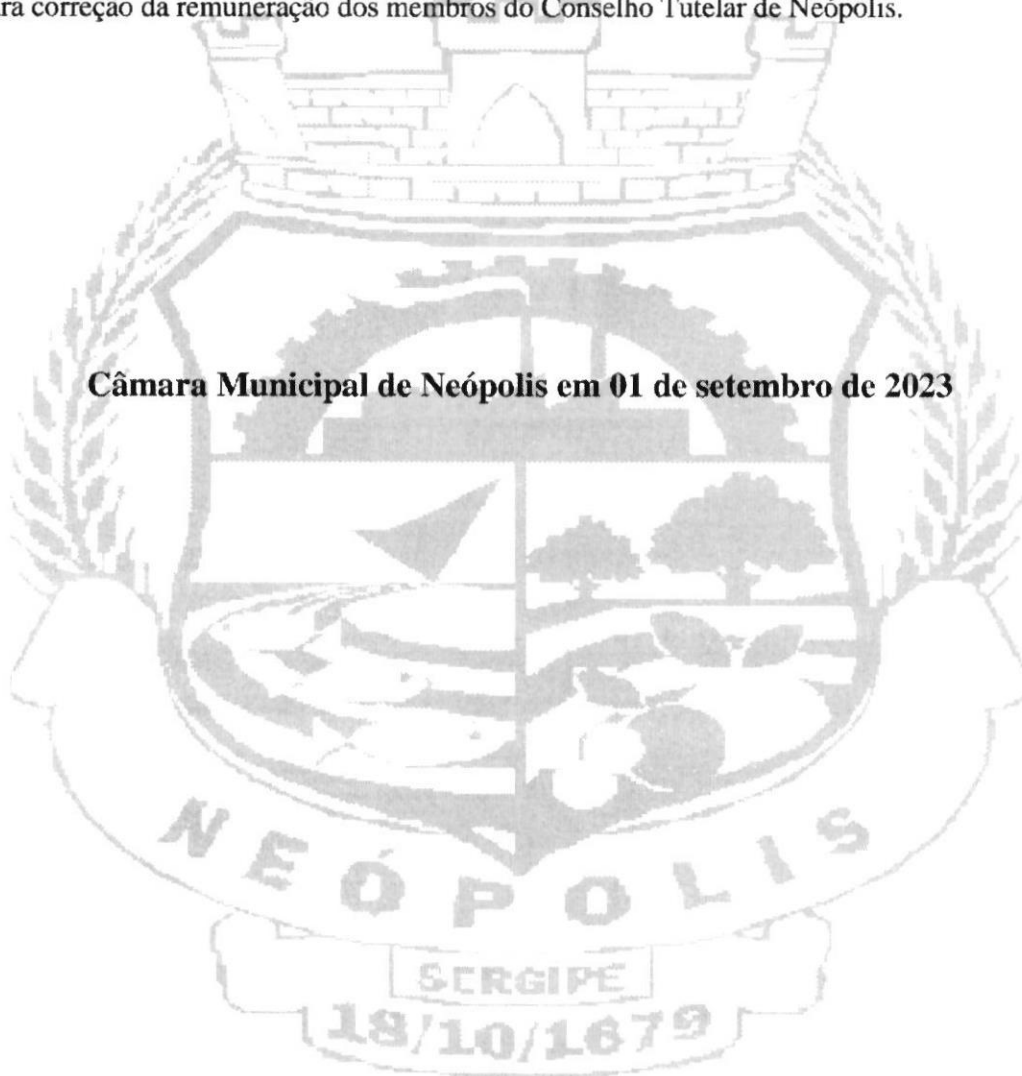 ra correção da remuneração dos membros do Conselho Tutelar de Neópolis.
Câmara Municipal de Neópolis em 01 de setembro de 2023
NEÓPOLIS
SERGIPE
18/10/1679